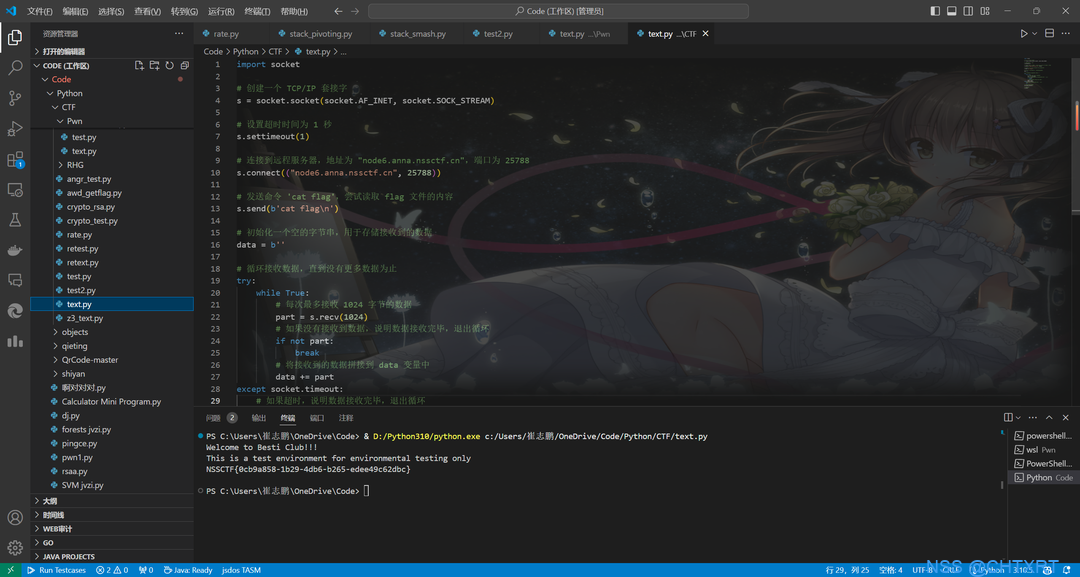 文件(F) 编辑(E) 选择(S) 查看(V) 转到(G) 运行(R) 终端(T) 帮助(H)
Code (工作区) [管理员]
资源管理器
打开的编辑器
CODE (工作区)
Code
Python
CTF
Pwn
test.py
text.py
RHG
angr_test.py
awd_getflag.py
crypto_rsa.py
crypto_test.py
rate.py
retest.py
retext.py
test.py
test2.py
text.py
z3_text.py
objects
qieting
QrCode-master
shiyan
啊对对对.py
Calculator Mini Program.py
dj.py
forests jvzi.py
pingce.py
pwn1.py
rsaa.py
SVM jvzi.py
大纲
时间线
WEB审计
GO
JAVA PROJECTS
rate.py stack_pivoting.py stack_smash.py test2.py text.py ...\Pwn text.py ...\CTF
Code > Python > CTF > text.py > ...
1 import socket
2
3 # 创建一个 TCP/IP 套接字
4 s = socket.socket(socket.AF_INET, socket.SOCK_STREAM)
5
6 # 设置超时时间为 1 秒
7 s.settimeout(1)
8
9 # 连接到远程服务器，地址为 "node6.anna.nssctf.cn"，端口为 25788
10 s.connect(("node6.anna.nssctf.cn", 25788))
11
12 # 发送命令 'cat flag'，尝试读取 flag 文件的内容
13 s.send(b'cat flag\n')
14
15 # 初始化一个空的字节串，用于存储接收到的数据
16 data = b''
17
18 # 循环接收数据，直到没有更多数据为止
19 try:
20 while True:
21 # 每次最多接收 1024 字节的数据
22 part = s.recv(1024)
23 # 如果没有接收到数据，说明数据接收完毕，退出循环
24 if not part:
25 break
26 # 将接收到的数据拼接到 data 变量中
27 data += part
28 except socket.timeout:
29 # 如果超时，说明数据接收完毕，退出循环
问题 2 输出 终端 端口 注释
PS C:\Users\崔志鹏\OneDrive\Code> & D:/Python310/python.exe c:/Users/崔志鹏/OneDrive/Code/Python/CTF/text.py
Welcome to Besti Club!!!
This is a test environment for environmental testing only
NSSCTF{0cb9a858-1b29-4db6-b265-edee49c62dbc}
PS C:\Users\崔志鹏\OneDrive\Code>
powershell...
wsl Pwn
PowerShell...
Python Code
1
Run Testcases 2 0 0 Java: Ready jsdos TASM
行 29，列 25 空格: 4 UTF-8 CRLF Python 3.10.5
NSS @CHTXRT